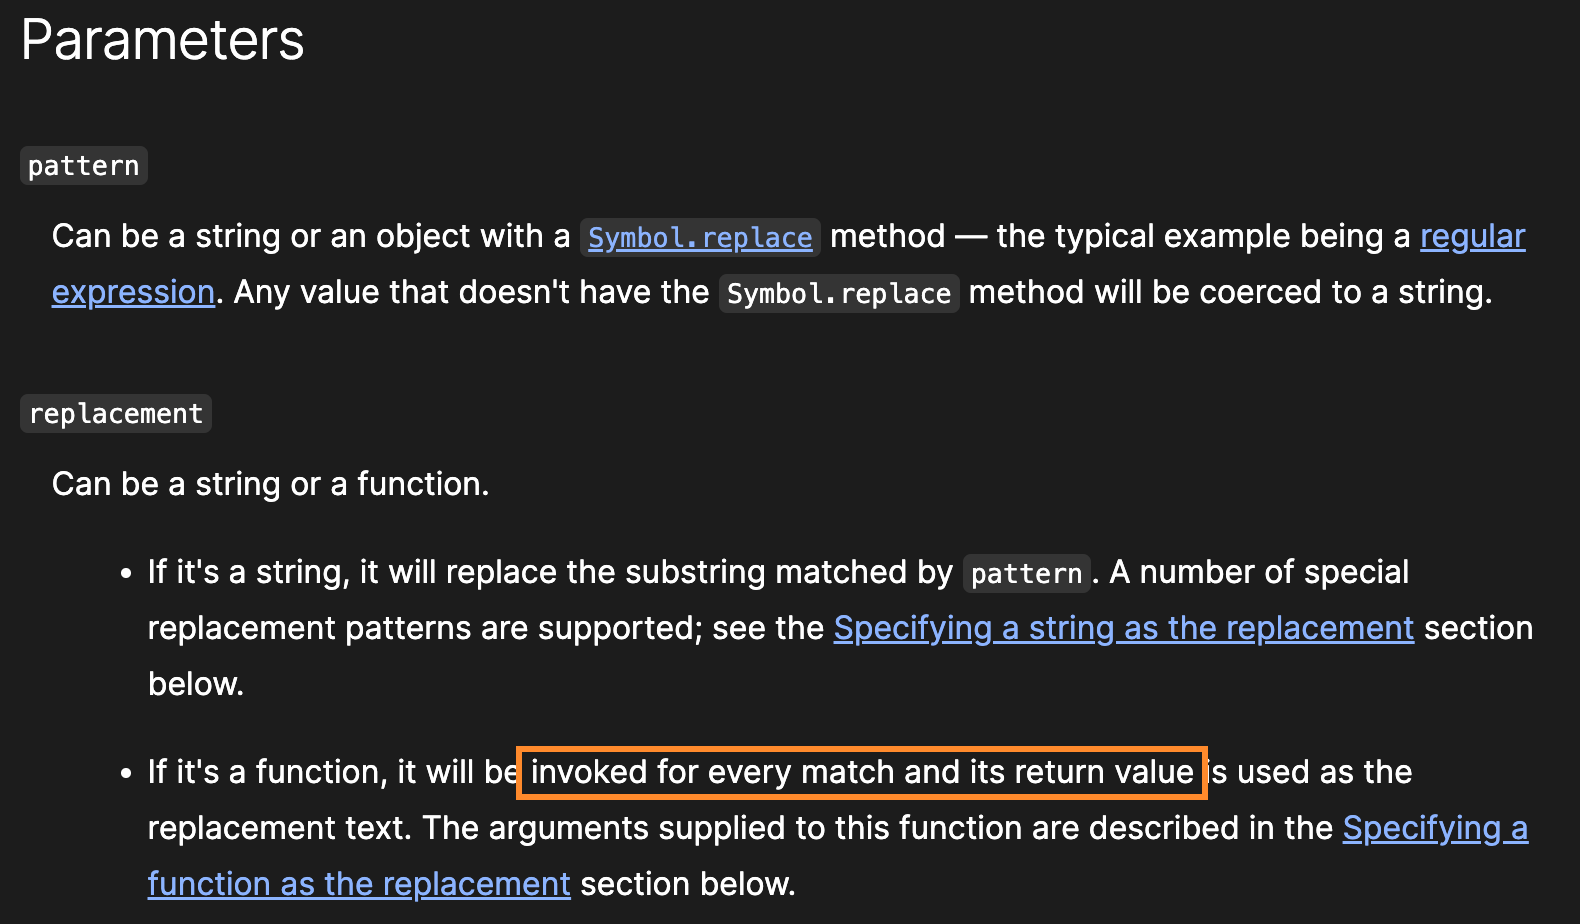 Parameters
pattern
Can be a string or an object with a Symbol.replace method — the typical example being a regular
expression. Any value that doesn't have the Symbol.replace method will be coerced to a string.
replacement
Can be a string or a function.
• If it's a string, it will replace the substring matched by pattern. A number of special
replacement patterns are supported; see the Specifying a string as the replacement section
below.
• If it's a function, it will be invoked for every match and its return value is used as the
replacement text. The arguments supplied to this function are described in the Specifying a
function as the replacement section below.